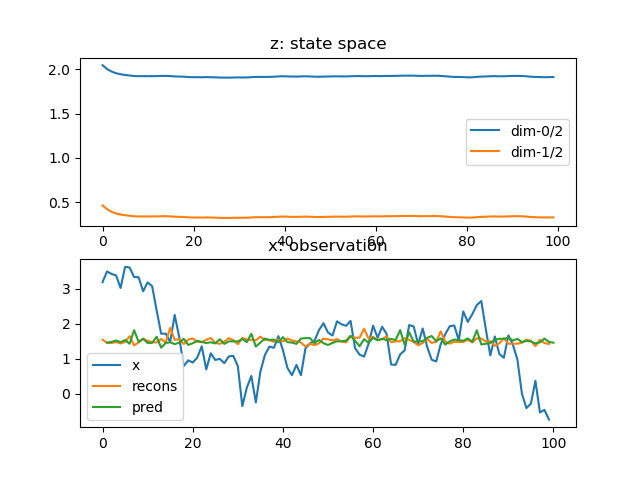 z: state space
2.0
1.5
1.0
0.5
dim-0/2
dim-1/2
0 20 40 60 80 100
x: observation
3
2
1
0
x
recons
pred
0 20 40 60 80 100